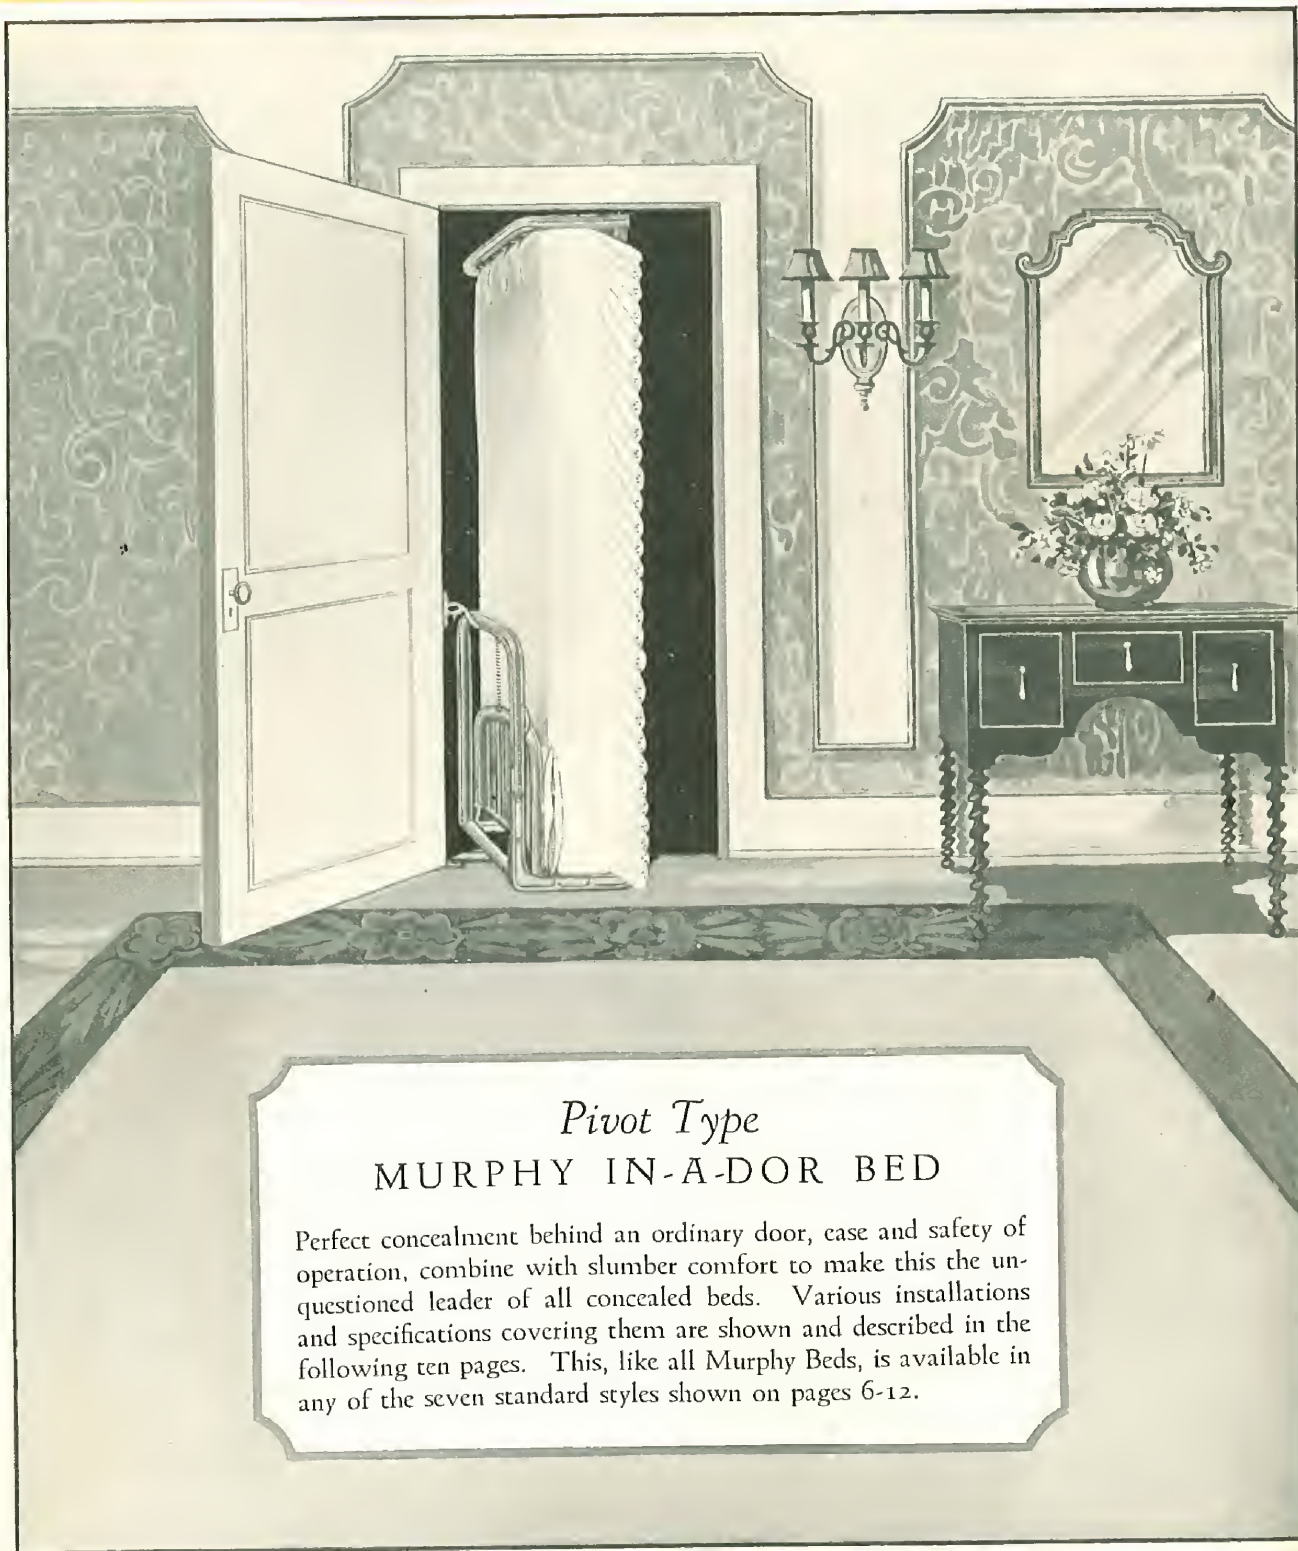 Pivot Type
MURPHY IN-A-DOR BED
Perfect concealment behind an ordinary door, ease and safety of
operation, combine with slumber comfort to make this the un-
questioned leader of all concealed beds. Various installations
and specifications covering them are shown and described in the
following ten pages. This, like all Murphy Beds, is available in
any of the seven standard styles shown on pages 6-12.